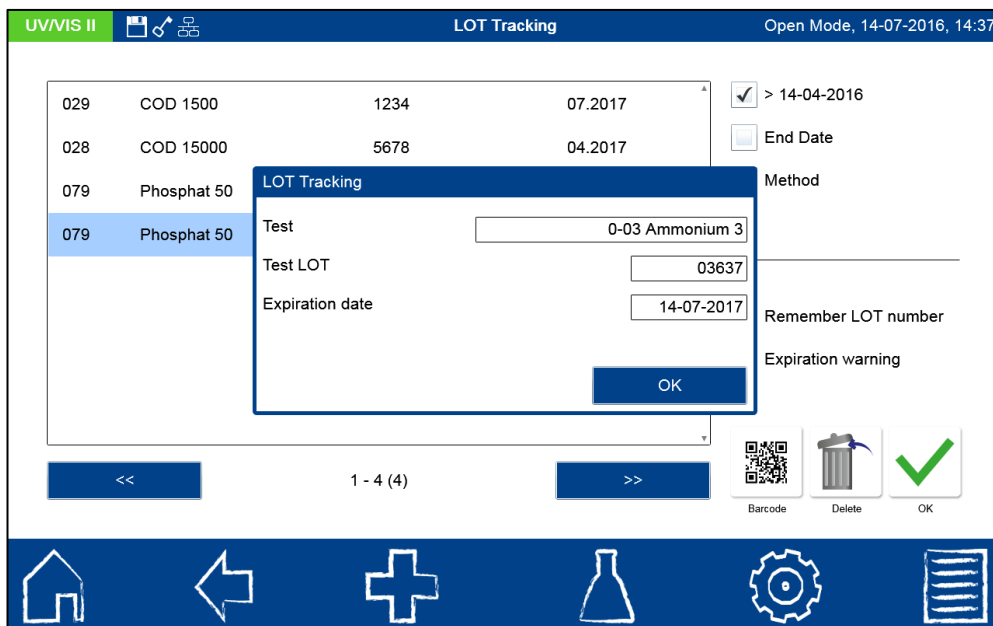 UV/VIS II LOT Tracking Open Mode, 14-07-2016, 14:37
029 COD 1500 1234 07.2017
028 COD 15000 5678 04.2017
079 Phosphat 50
079 Phosphat 50
> 14-04-2016
End Date
Method
LOT Tracking
Test 0-03 Ammonium 3
Test LOT 03637
Expiration date 14-07-2017
OK
Remember LOT number
Expiration warning
<< 1 - 4 (4) >>
Barcode Delete OK